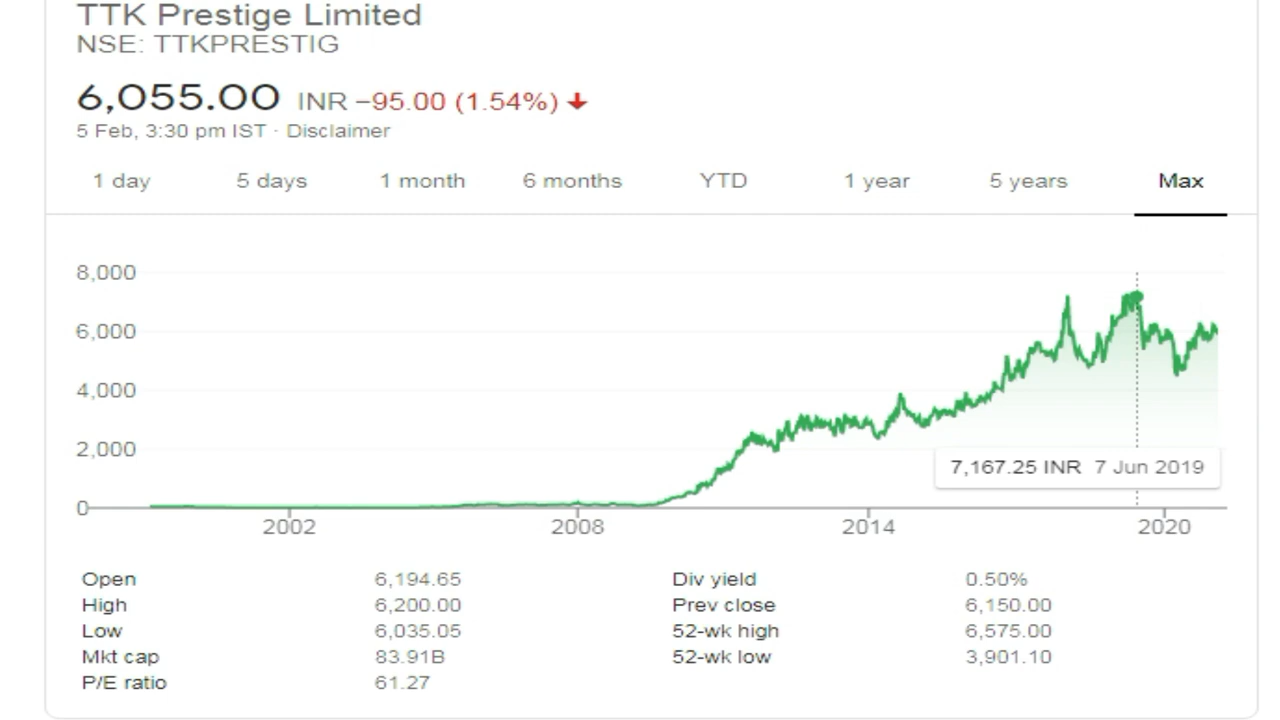 TTK Prestige Limited
NSE: TTKPRESTIG
6,055.00 INR −95.00 (1.54%)
5 Feb, 3:30 pm IST · Disclaimer
1 day 5 days 1 month 6 months YTD 1 year 5 years Max
8,000
6,000
4,000
2,000
7,167.25 INR 7 Jun 2019
0
2002 2008 2014 2020
Open 6,194.65 Div yield 0.50%
High 6,200.00 Prev close 6,150.00
Low 6,035.05 52-wk high 6,575.00
Mkt cap 83.91B 52-wk low 3,901.10
P/E ratio 61.27